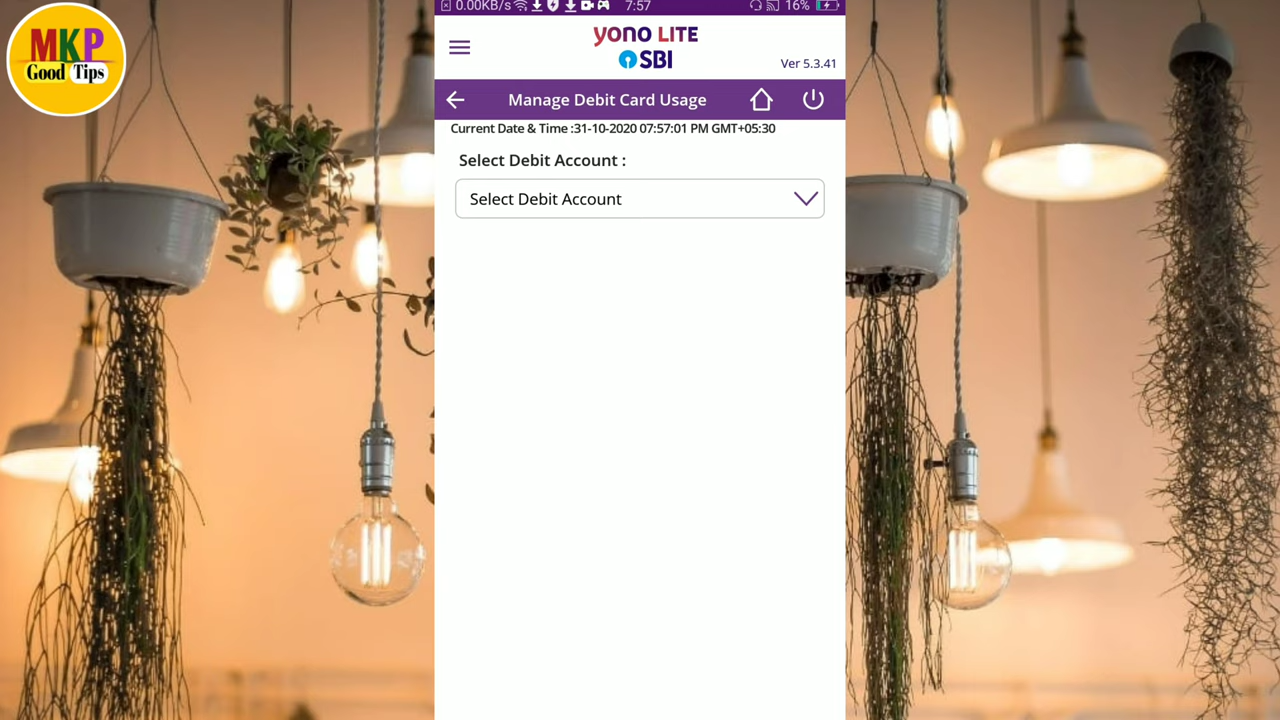 MKP
Good Tips
0.00KB/s 7:57 16%
yono LITE
SBI
Ver 5.3.41
Manage Debit Card Usage
Current Date & Time :31-10-2020 07:57:01 PM GMT+05:30
Select Debit Account :
Select Debit Account